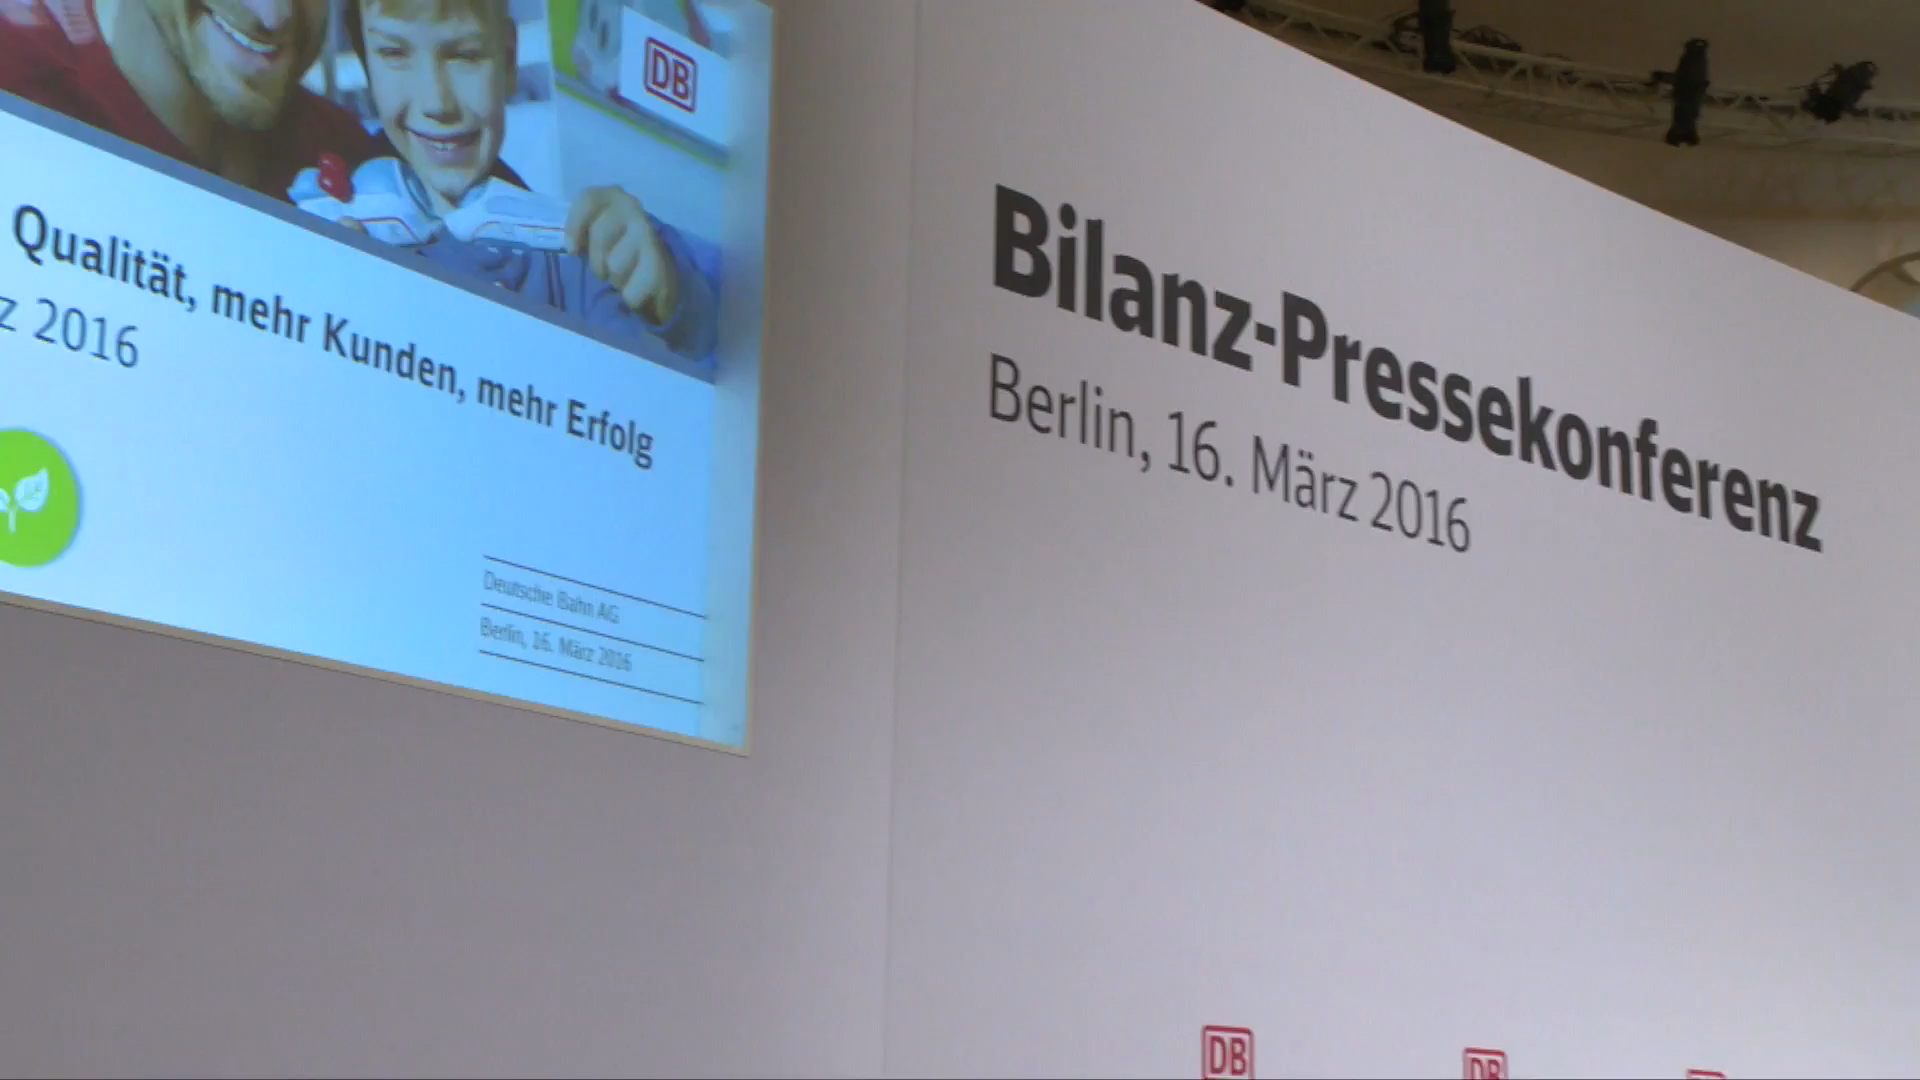 DB
Qualität, mehr Kunden, mehr Erfolg
z 2016
Deutsche Bahn AG
Berlin, 16. März 2016
Bilanz-Pressekonferenz
Berlin, 16. März 2016
DB
DB